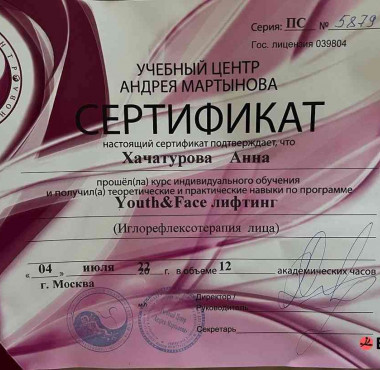 Серия: ПС № 5879
Гос. лицензия 039804
УЧЕБНЫЙ ЦЕНТР
АНДРЕЯ МАРТЫНОВА
СЕРТИФИКАТ
настоящий сертификат подтверждает, что
Хачатурова Анна
прошёл(ла) курс индивидуального обучения
и получил(а) теоретические и практические навыки по программе
Youth&Face лифтинг
(Иглорефлексотерапия лица)
« 04 » июля 22 г. в объеме 12 академических часов
г. Москва
Директор /
Руководитель
Секретарь